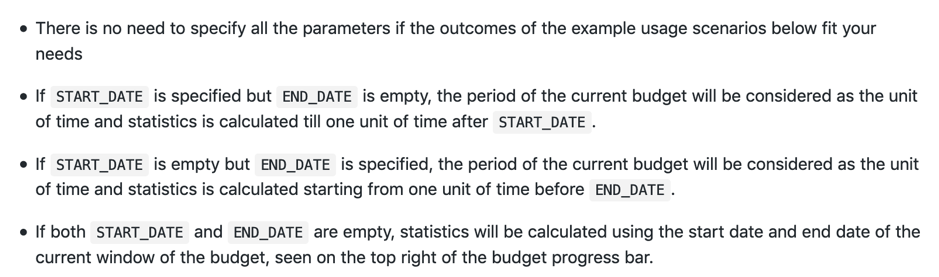 • There is no need to specify all the parameters if the outcomes of the example usage scenarios below fit your
needs
• If START_DATE is specified but END_DATE is empty, the period of the current budget will be considered as the unit
of time and statistics is calculated till one unit of time after START_DATE .
• If START_DATE is empty but END_DATE is specified, the period of the current budget will be considered as the unit
of time and statistics is calculated starting from one unit of time before END_DATE .
• If both START_DATE and END_DATE are empty, statistics will be calculated using the start date and end date of the
current window of the budget, seen on the top right of the budget progress bar.